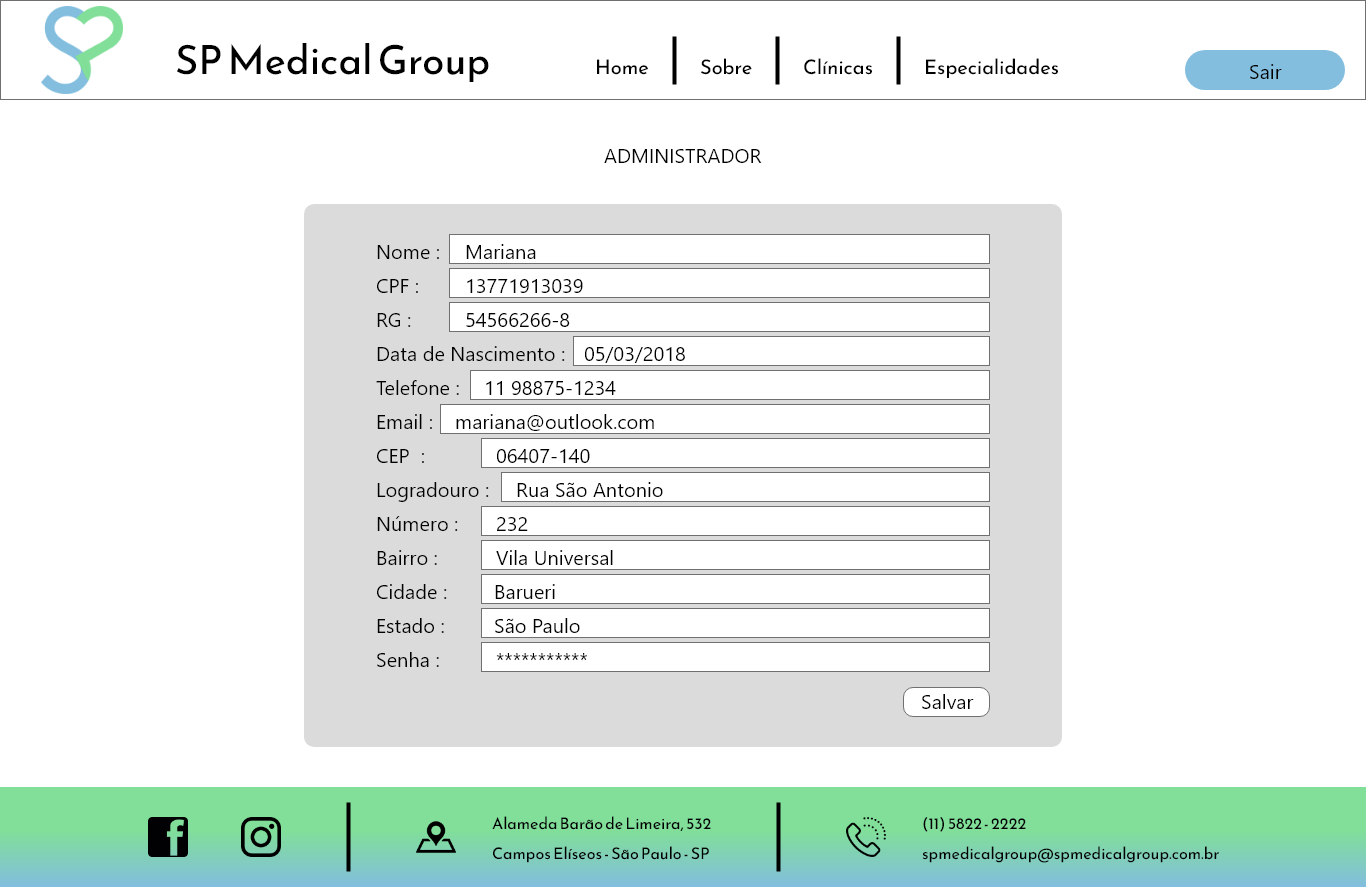 SP Medical Group
Home
Sobre
Clínicas
Especialidades
Sair
ADMINISTRADOR
Nome : Mariana
CPF : 13771913039
RG : 54566266-8
Data de Nascimento : 05/03/2018
Telefone : 11 98875-1234
Email : mariana@outlook.com
CEP : 06407-140
Logradouro : Rua São Antonio
Número : 232
Bairro : Vila Universal
Cidade : Barueri
Estado : São Paulo
Senha : ***********
Salvar
Alameda Barão de Limeira, 532
Campos Elíseos - São Paulo - SP
(11) 5822 - 2222
spmedicalgroup@spmedicalgroup.com.br